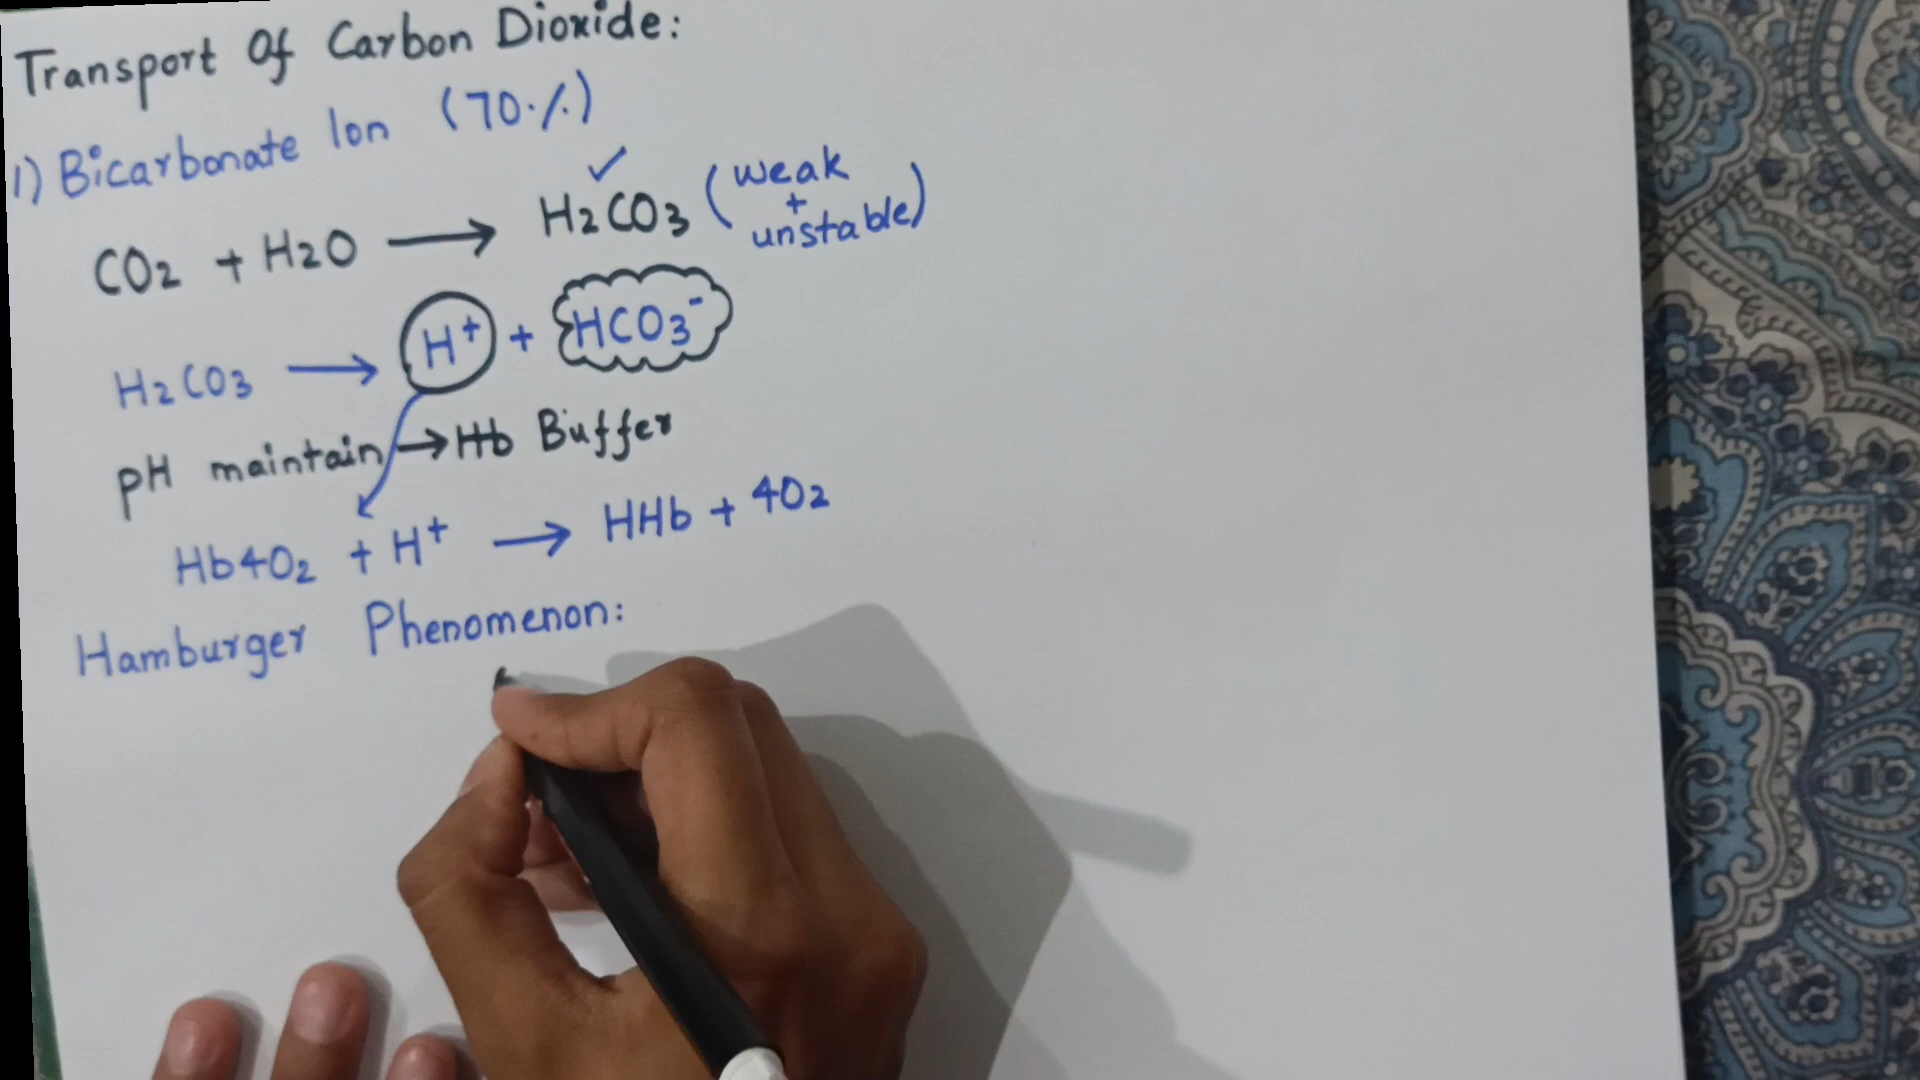 Transport Of Carbon Dioxide:
1) Bicarbonate Ion (70%)
CO2 + H2O → H2CO3 (weak + unstable)
H2CO3 → H+ + HCO3-
pH maintain → Hb Buffer
Hb4O2 + H+ → HHb + 4O2
Hamburger Phenomenon: